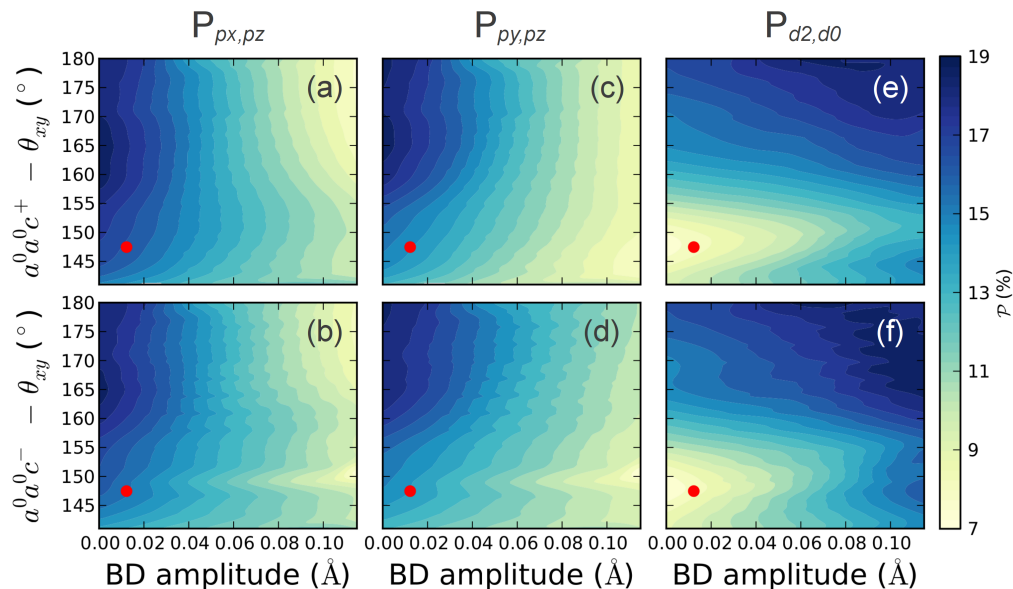 P_{px,pz} P_{py,pz} P_{d2,d0}
a⁰a⁰c⁺ − θ_{xy} (°)
180
175
170
165
160
155
150
145
(a) (c) (e)
a⁰a⁰c⁻ − θ_{xy} (°)
180
175
170
165
160
155
150
145
(b) (d) (f)
0.00 0.02 0.04 0.06 0.08 0.10 0.00 0.02 0.04 0.06 0.08 0.10 0.00 0.02 0.04 0.06 0.08 0.10
BD amplitude (Å) BD amplitude (Å) BD amplitude (Å)
19
17
15
13
11
9
7
𝒫 (%)